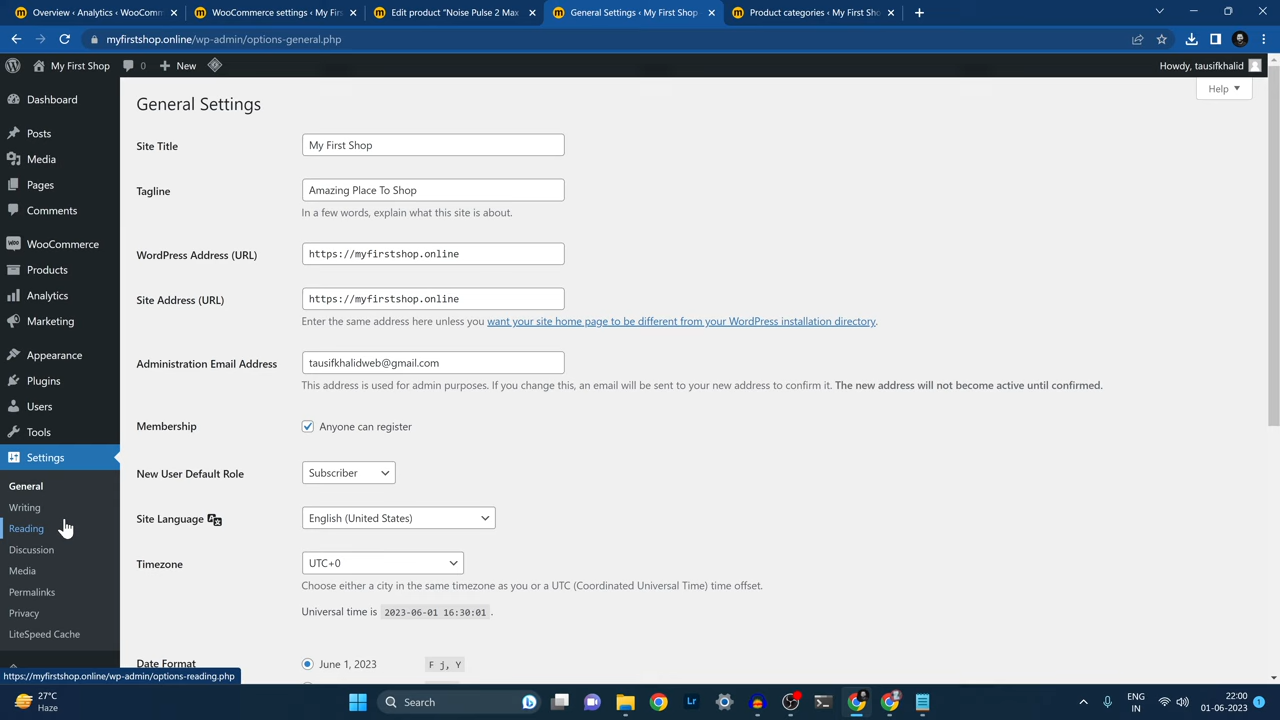 Overview ‹ Analytics ‹ WooComm
WooCommerce settings ‹ My First
Edit product "Noise Pulse 2 Max
General Settings ‹ My First Shop
Product categories ‹ My First Shop
myfirstshop.online/wp-admin/options-general.php
My First Shop
0
New
Howdy, tausifkhalid
Help
Dashboard
Posts
Media
Pages
Comments
WooCommerce
Products
Analytics
Marketing
Appearance
Plugins
Users
Tools
Settings
General
Writing
Reading
Discussion
Media
Permalinks
Privacy
LiteSpeed Cache
General Settings
Site Title
My First Shop
Tagline
Amazing Place To Shop
In a few words, explain what this site is about.
WordPress Address (URL)
https://myfirstshop.online
Site Address (URL)
https://myfirstshop.online
Enter the same address here unless you want your site home page to be different from your WordPress installation directory.
Administration Email Address
tausifkhalidweb@gmail.com
This address is used for admin purposes. If you change this, an email will be sent to your new address to confirm it. The new address will not become active until confirmed.
Membership
Anyone can register
New User Default Role
Subscriber
Site Language
English (United States)
Timezone
UTC+0
Choose either a city in the same timezone as you or a UTC (Coordinated Universal Time) time offset.
Universal time is 2023-06-01 16:30:01 .
Date Format
June 1, 2023
F j, Y
https://myfirstshop.online/wp-admin/options-reading.php
27°C
Haze
Search
Lr
ENG
IN
22:00
01-06-2023
1